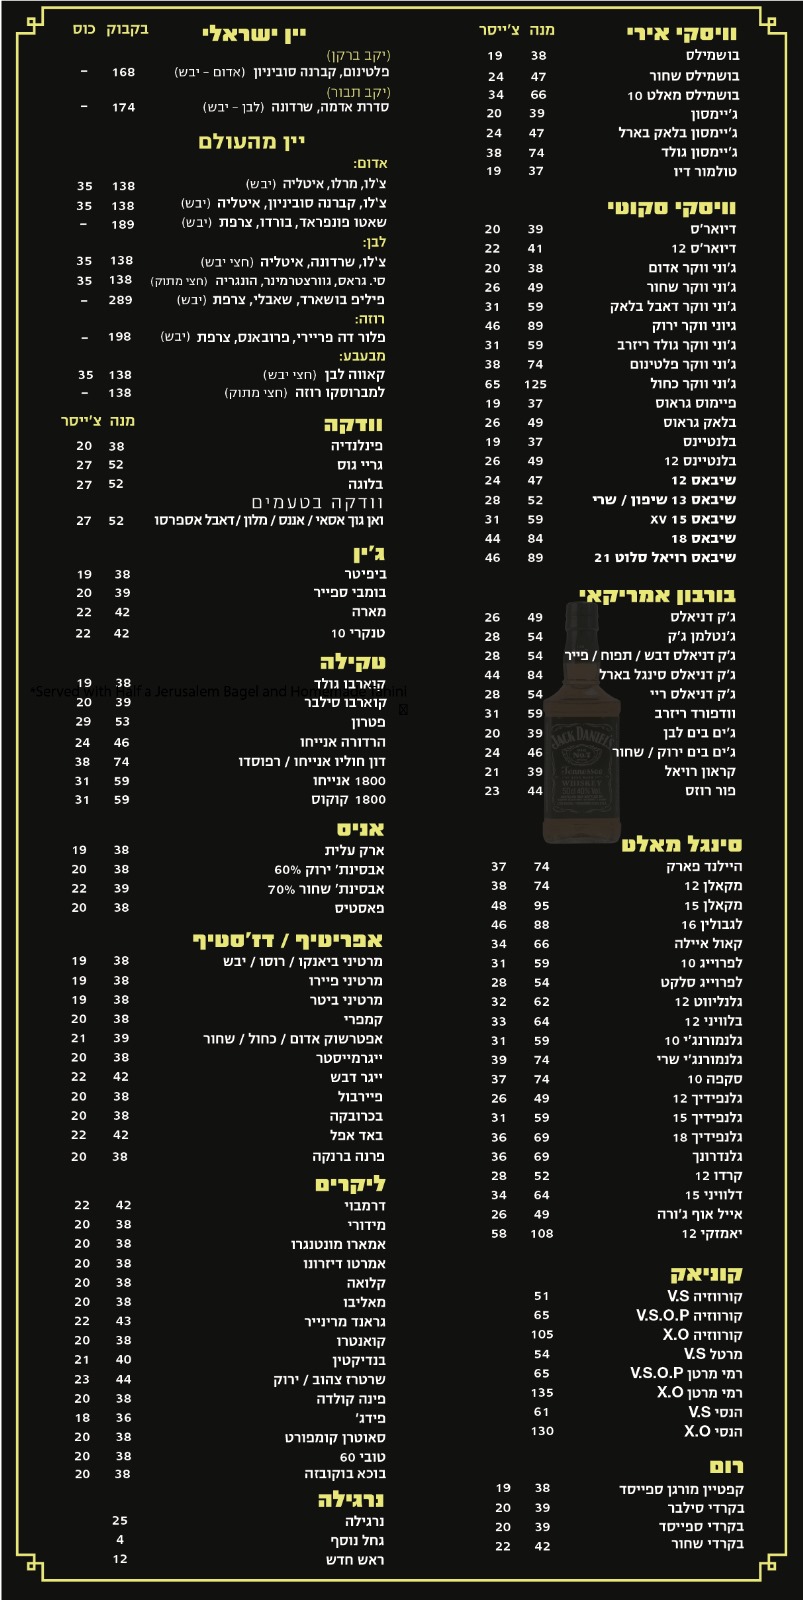 וויסקי אירי מנה צ'ייסר
בושמילס 38 19
בושמילס שחור 47 24
בושמילס מאלט 10 66 34
ג'יימסון 39 20
ג'יימסון בלאק בארל 47 24
ג'יימסון גולד 74 38
טולמור דיו 37 19
וויסקי סקוטי
דיואר'ס 39 20
דיואר'ס 12 41 22
ג'וני ווקר אדום 38 20
ג'וני ווקר שחור 49 26
ג'וני ווקר דאבל בלאק 59 31
גיוני ווקר ירוק 89 46
ג'וני ווקר גולד ריזרב 59 31
ג'וני ווקר פלטינום 74 38
ג'וני ווקר כחול 125 65
פיימוס גראוס 37 19
בלאק גראוס 49 26
בלנטיינס 37 19
בלנטיינס 12 49 26
שיבאס 12 47 24
שיבאס 13 שיפון / שרי 52 28
שיבאס 15 XV 59 31
שיבאס 18 84 44
שיבאס רויאל סלוט 21 89 46
בורבון אמריקאי
ג'ק דניאלס 49 26
ג'נטלמן ג'ק 54 28
ג'ק דניאלס דבש / תפוח / פייר 54 28
ג'ק דניאלס סינגל בארל 84 44
ג'ק דניאלס ריי 54 28
וודפורד ריזרב 59 31
ג'ים בים לבן 39 20
ג'ים בים ירוק / שחור 46 24
קראון רויאל 39 21
פור רוזס 44 23
JACK DANIEL'S
Tennessee
WHISKEY
סינגל מאלט
היילנד פארק 74 37
מקאלן 12 74 38
מקאלן 15 95 48
לגבולין 16 88 46
קאול איילה 66 34
לפרוייג 10 59 31
לפרוייג סלקט 54 28
גלנליווט 12 62 32
בלוויני 12 64 33
גלנמורנג'י 10 59 31
גלנמורנג'י שרי 74 39
סקפה 10 74 37
גלנפידיך 12 49 26
גלנפידיך 15 59 31
גלנפידיך 18 69 36
גלנדרונך 69 36
קרדו 12 52 28
דלוויני 15 64 34
אייל אוף ג'ורה 49 26
יאמזקי 12 108 58
קוניאק
קורווזיה V.S 51
קורווזיה V.S.O.P 65
קורווזיה X.O 105
מרטל V.S 54
רמי מרטן V.S.O.P 65
רמי מרטן X.O 135
הנסי V.S 61
הנסי X.O 130
רום
קפטיין מורגן ספייסד 38 19
בקרדי סילבר 39 20
בקרדי ספייסד 39 20
בקרדי שחור 42 22
יין ישראלי בקבוק כוס
(יקב ברקן)
פלטינום, קברנה סוביניון (אדום - יבש) 168 -
(יקב תבור)
סדרת אדמה, שרדונה (לבן - יבש) 174 -
יין מהעולם
אדום:
צ'לו, מרלו, איטליה (יבש) 138 35
צ'לו, קברנה סוביניון, איטליה (יבש) 138 35
שאטו פונפראד, בורדו, צרפת (יבש) 189 -
לבן:
צ'לו, שרדונה, איטליה (חצי יבש) 138 35
סי. גראס, גוורצטרמינר, הונגריה (חצי מתוק) 138 35
פיליפ בושארד, שאבלי, צרפת (יבש) 289 -
רוזה:
פלור דה פריירי, פרובאנס, צרפת (יבש) 198 -
מבעבע:
קאווה לבן (חצי יבש) 138 35
למברוסקו רוזה (חצי מתוק) 138 -
וודקה מנה צ'ייסר
פינלנדיה 38 20
גריי גוס 52 27
בלוגה 52 27
וודקה בטעמים
ואן גוך אסאי / אננס / מלון / דאבל אספרסו 52 27
ג'ין
ביפיטר 38 19
בומבי ספייר 39 20
מארה 42 22
טנקרי 10 42 22
טקילה
קוארבו גולד 38 19
*Served with Half a Jerusalem Bagel and Homemade Tahini
קוארבו סילבר 39 20
פטרון 53 29
הרדורה אנייחו 46 24
דון חוליו אנייחו / רפוסדו 74 38
1800 אנייחו 59 31
1800 קוקוס 59 31
אניס
ארק עלית 38 19
אבסינת' ירוק 60% 38 20
אבסינת' שחור 70% 39 22
פאסטיס 38 20
אפריטיף / דז'סטיף
מרטיני ביאנקו / רוסו / יבש 38 19
מרטיני פיירו 38 19
מרטיני ביטר 38 19
קמפרי 38 20
אפטרשוק אדום / כחול / שחור 39 21
ייגרמייסטר 38 20
ייגר דבש 42 22
פיירבול 38 20
בכרובקה 38 20
באד אפל 42 22
פרנה ברנקה 38 20
ליקרים
דרמבוי 42 22
מידורי 38 20
אמארו מונטנגרו 38 20
אמרטו דיזרונו 38 20
קלואה 38 20
מאליבו 38 20
גראנד מרינייר 43 22
קואנטרו 38 20
בנדיקטין 40 21
שרטרז צהוב / ירוק 44 23
פינה קולדה 38 20
פידג' 36 18
סאוטרן קומפורט 38 20
טובי 60 38 20
בוכא בוקובזה 38 20
נרגילה
נרגילה 25
גחל נוסף 4
ראש חדש 12